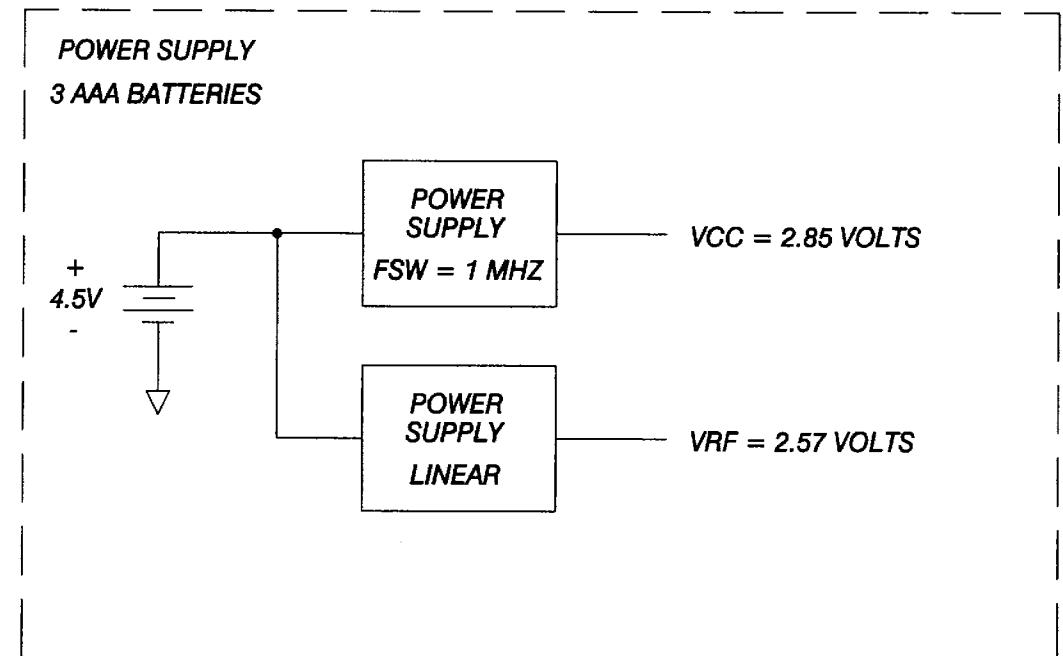 POWER SUPPLY
3 AAA BATTERIES
POWER
SUPPLY
FSW = 1 MHZ
VCC = 2.85 VOLTS
+
4.5V
-
POWER
SUPPLY
LINEAR
VRF = 2.57 VOLTS